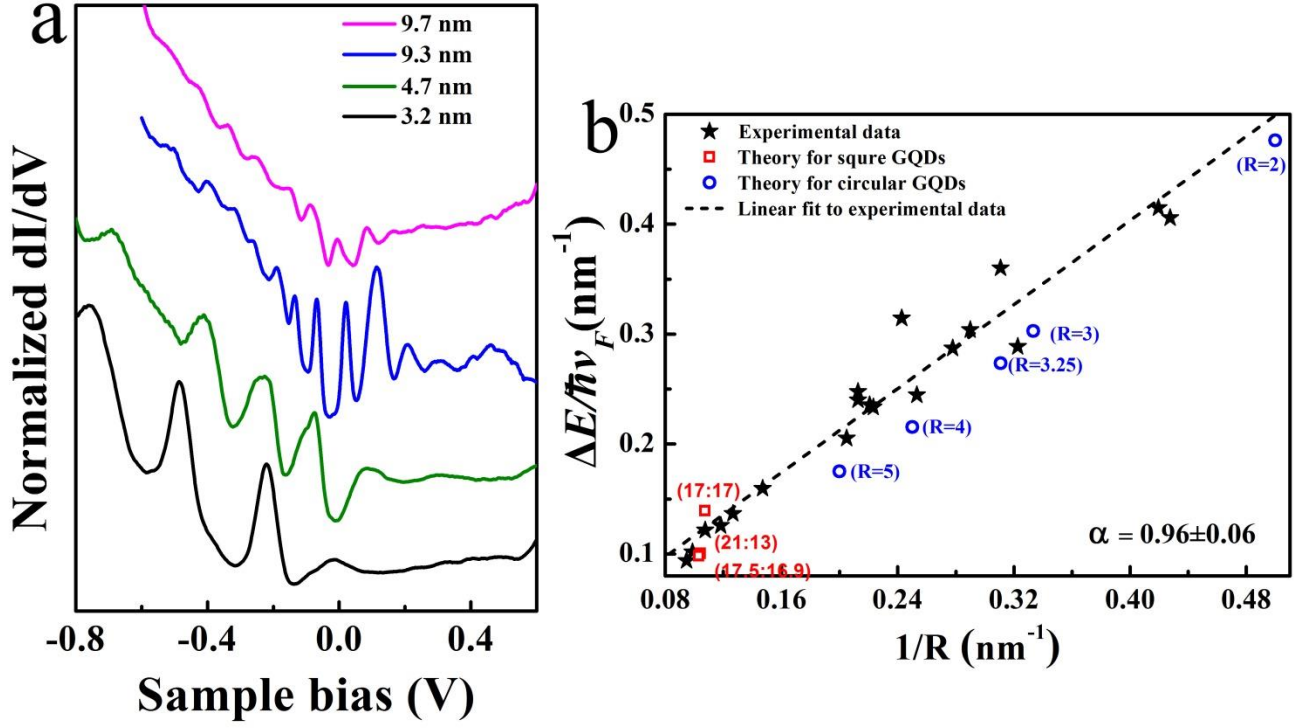 a
9.7 nm
9.3 nm
4.7 nm
3.2 nm
Normalized dI/dV
-0.8
-0.4
0.0
0.4
Sample bias (V)
b
Experimental data
Theory for squre GQDs
Theory for circular GQDs
Linear fit to experimental data
ΔE/ħν_F (nm⁻¹)
0.5
0.4
0.3
0.2
0.1
(R=2)
(R=3)
(R=3.25)
(R=4)
(R=5)
(17:17)
(21:13)
(17.5:16.9)
α = 0.96±0.06
0.08
0.16
0.24
0.32
0.40
0.48
1/R (nm⁻¹)